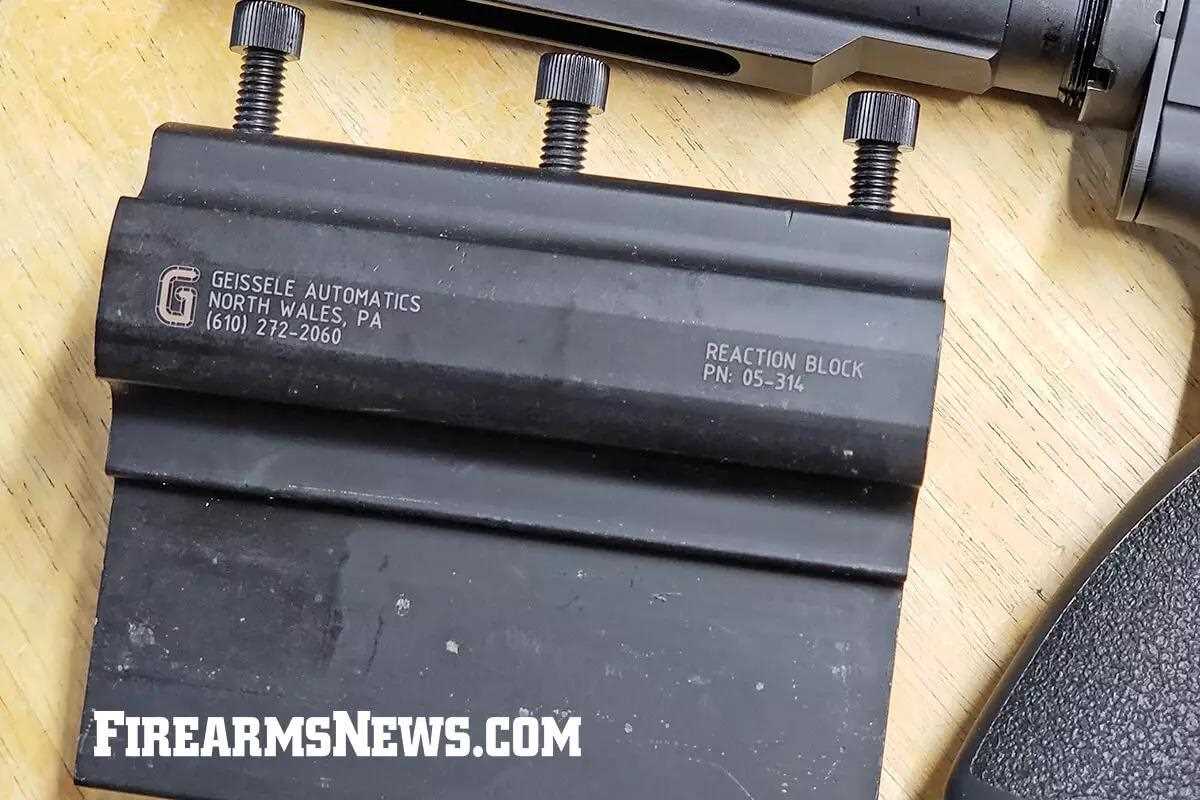 G
GEISSELE AUTOMATICS
NORTH WALES, PA
(610) 272-2060
REACTION BLOCK
PN: 05-314
FIREARMSNEWS.COM